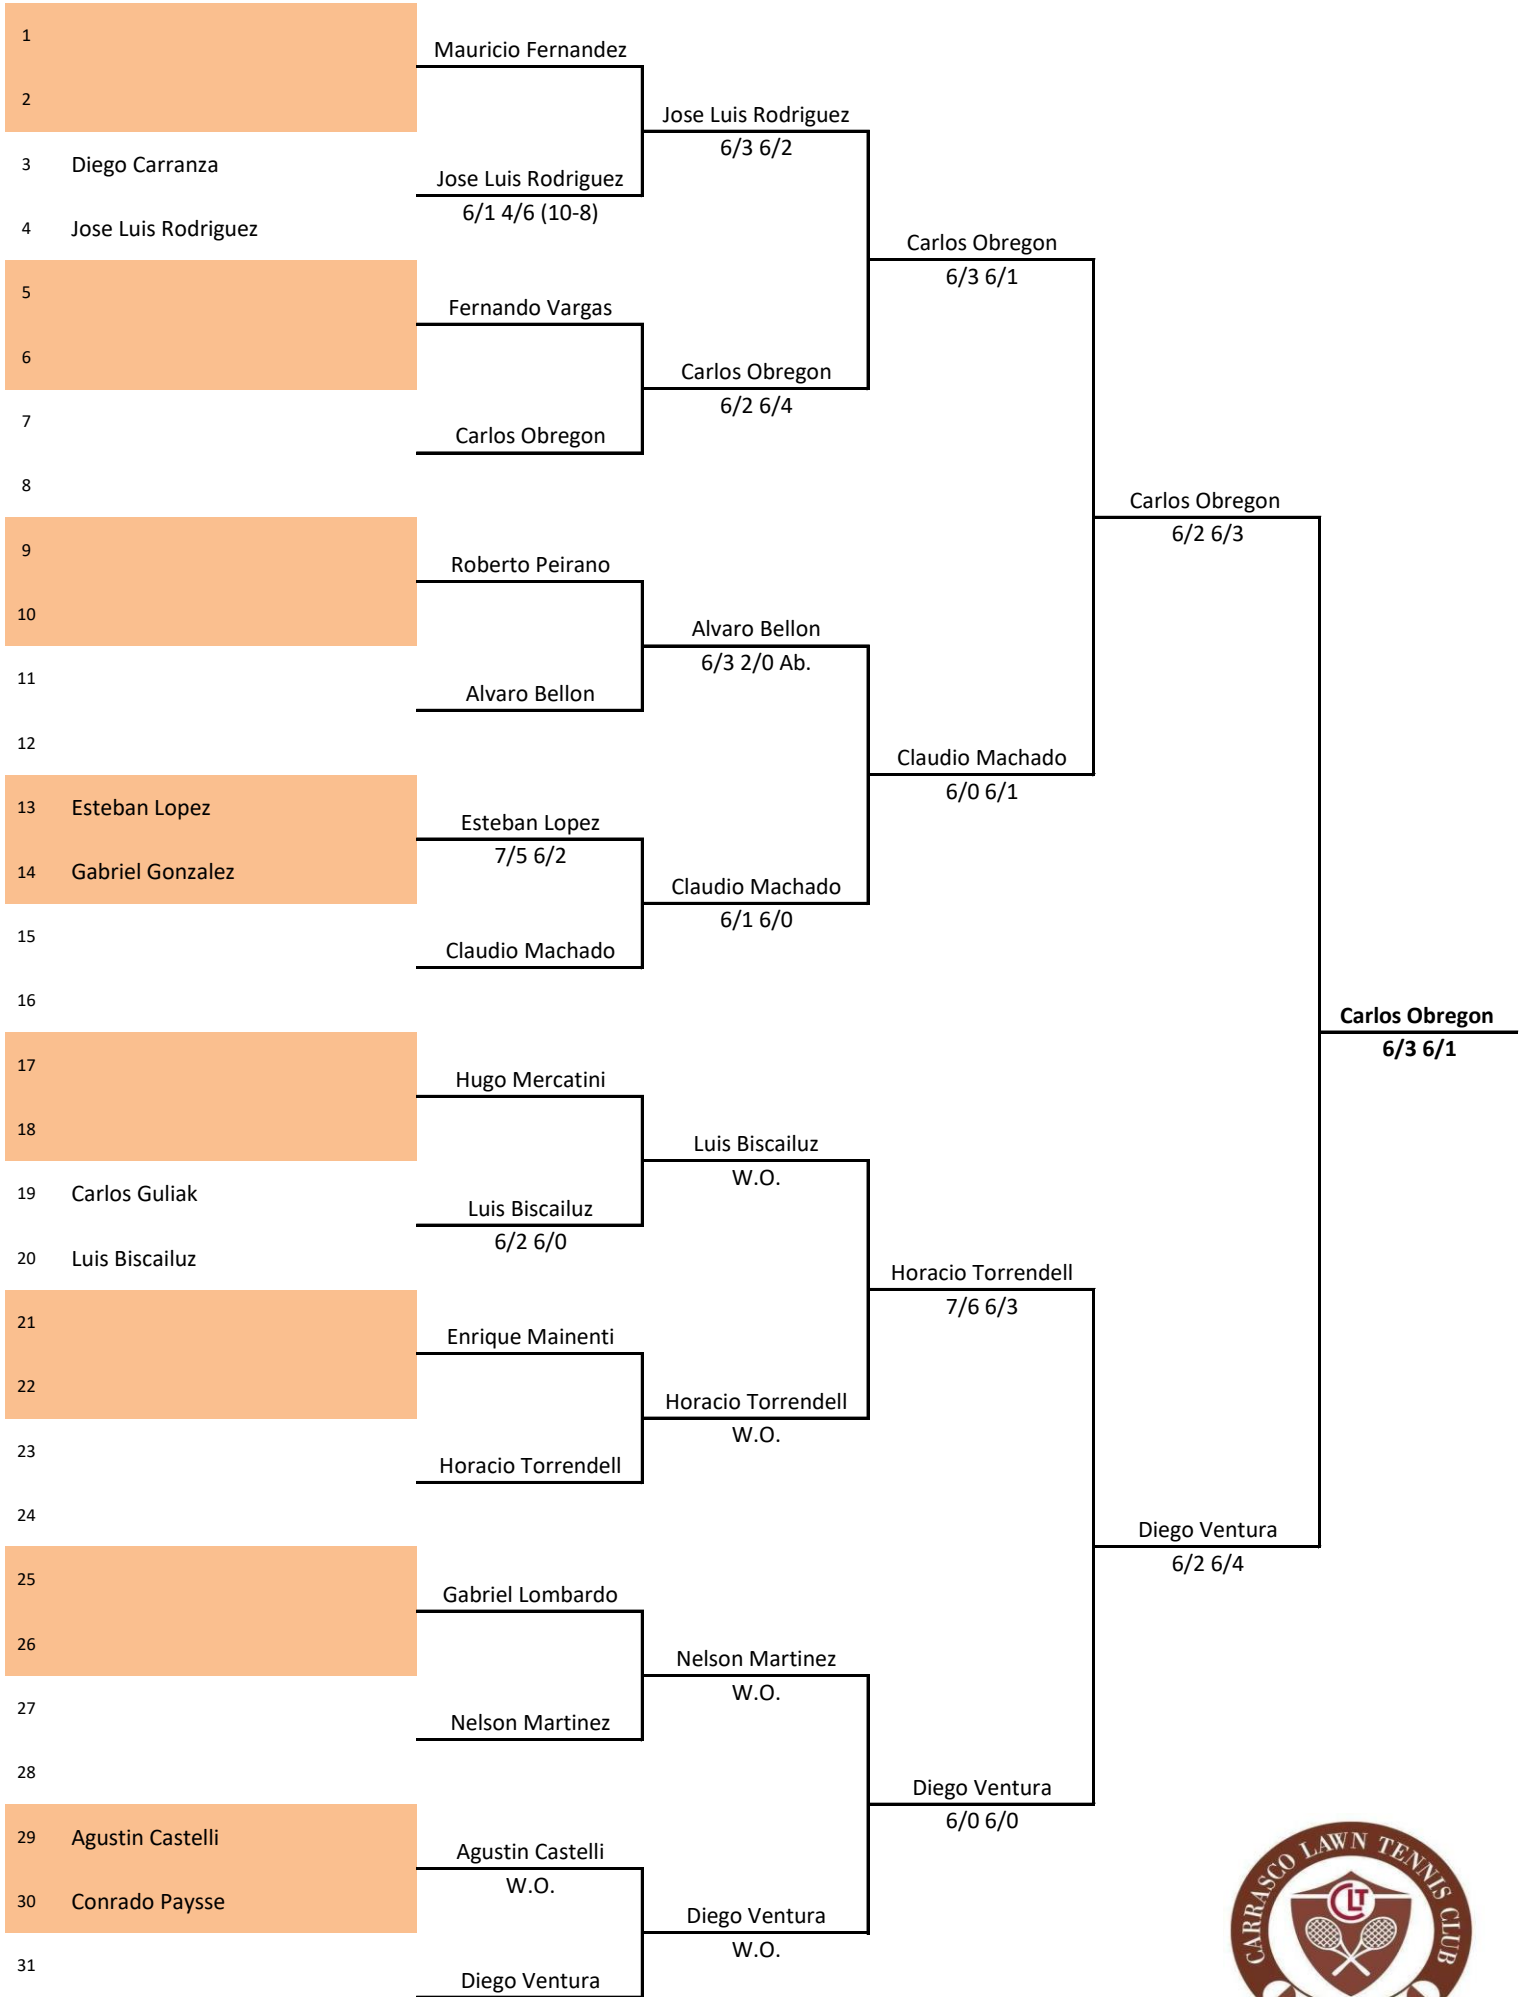 1
Mauricio Fernandez
2
Jose Luis Rodriguez
6/3 6/2
3 Diego Carranza
Jose Luis Rodriguez
6/1 4/6 (10-8)
4 Jose Luis Rodriguez
Carlos Obregon
6/3 6/1
5
Fernando Vargas
6
Carlos Obregon
6/2 6/4
7
Carlos Obregon
8
Carlos Obregon
6/2 6/3
9
Roberto Peirano
10
Alvaro Bellon
6/3 2/0 Ab.
11
Alvaro Bellon
12
Claudio Machado
6/0 6/1
13 Esteban Lopez
Esteban Lopez
7/5 6/2
14 Gabriel Gonzalez
Claudio Machado
6/1 6/0
15
Claudio Machado
16
Carlos Obregon
6/3 6/1
17
Hugo Mercatini
18
Luis Biscailuz
W.O.
19 Carlos Guliak
Luis Biscailuz
6/2 6/0
20 Luis Biscailuz
Horacio Torrendell
7/6 6/3
21
Enrique Mainenti
22
Horacio Torrendell
W.O.
23
Horacio Torrendell
24
Diego Ventura
6/2 6/4
25
Gabriel Lombardo
26
Nelson Martinez
W.O.
27
Nelson Martinez
28
Diego Ventura
6/0 6/0
29 Agustin Castelli
Agustin Castelli
W.O.
30 Conrado Paysse
Diego Ventura
W.O.
31
Diego Ventura
CARRASCO LAWN TENNIS CLUB
CLT